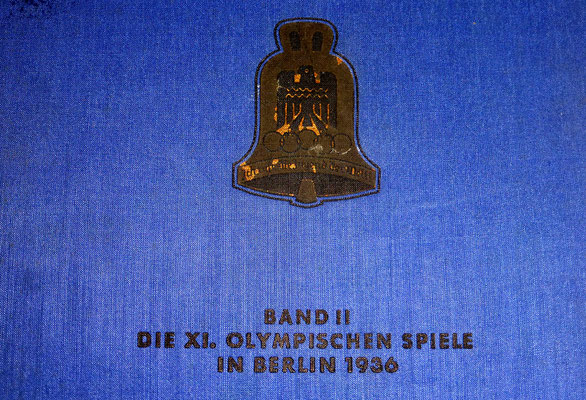 BAND II
DIE XI. OLYMPISCHEN SPIELE
IN BERLIN 1936